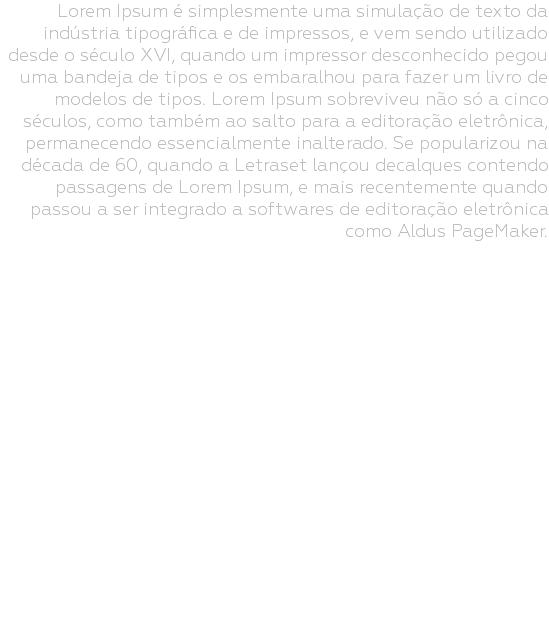 Lorem Ipsum é simplesmente uma simulação de texto da
indústria tipográfica e de impressos, e vem sendo utilizado
desde o século XVI, quando um impressor desconhecido pegou
uma bandeja de tipos e os embaralhou para fazer um livro de
modelos de tipos. Lorem Ipsum sobreviveu não só a cinco
séculos, como também ao salto para a editoração eletrônica,
permanecendo essencialmente inalterado. Se popularizou na
década de 60, quando a Letraset lançou decalques contendo
passagens de Lorem Ipsum, e mais recentemente quando
passou a ser integrado a softwares de editoração eletrônica
como Aldus PageMaker.